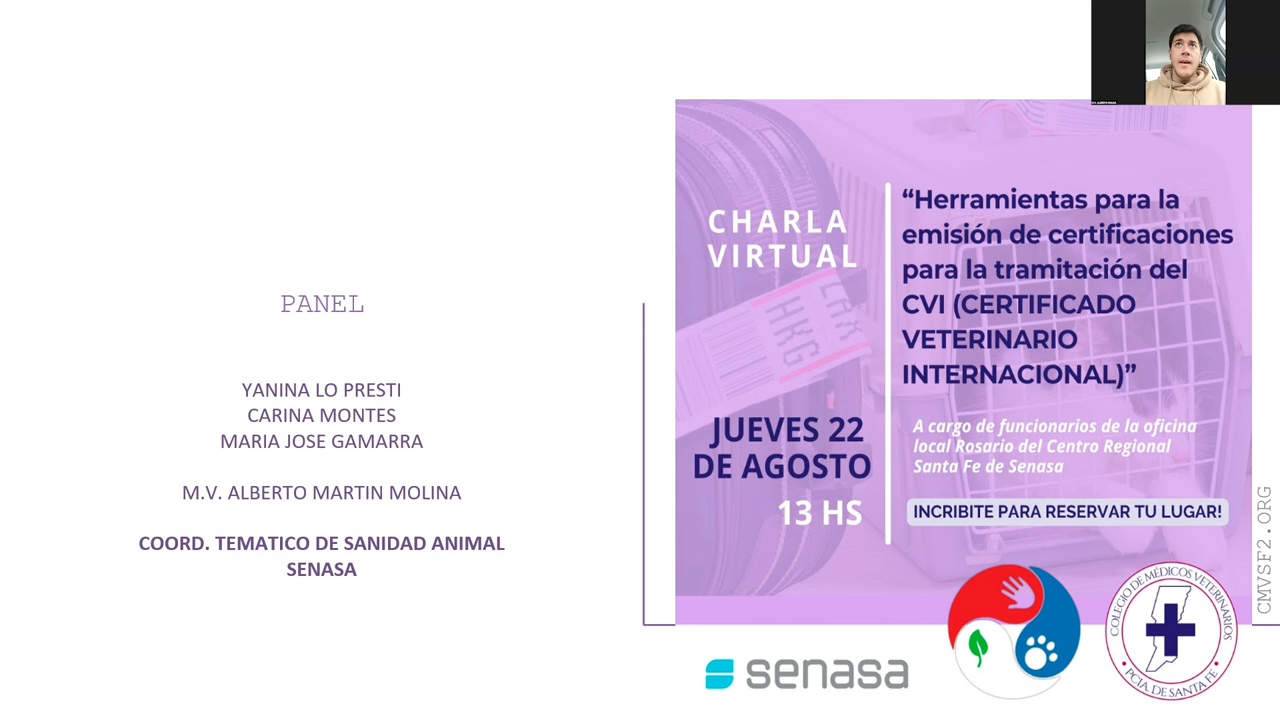 PANEL
YANINA LO PRESTI
CARINA MONTES
MARIA JOSE GAMARRA
M.V. ALBERTO MARTIN MOLINA
COORD. TEMATICO DE SANIDAD ANIMAL
SENASA
CHARLA
VIRTUAL
JUEVES 22
DE AGOSTO
13 HS
“Herramientas para la
emisión de certificaciones
para la tramitación del
CVI (CERTIFICADO
VETERINARIO
INTERNACIONAL)”
A cargo de funcionarios de la oficina
local Rosario del Centro Regional
Santa Fe de Senasa
INCRIBITE PARA RESERVAR TU LUGAR!
HKG
LAX
CMVSF2.ORG
senasa
COLEGIO DE MÉDICOS VETERINARIOS
• PCIA. DE SANTA FE •